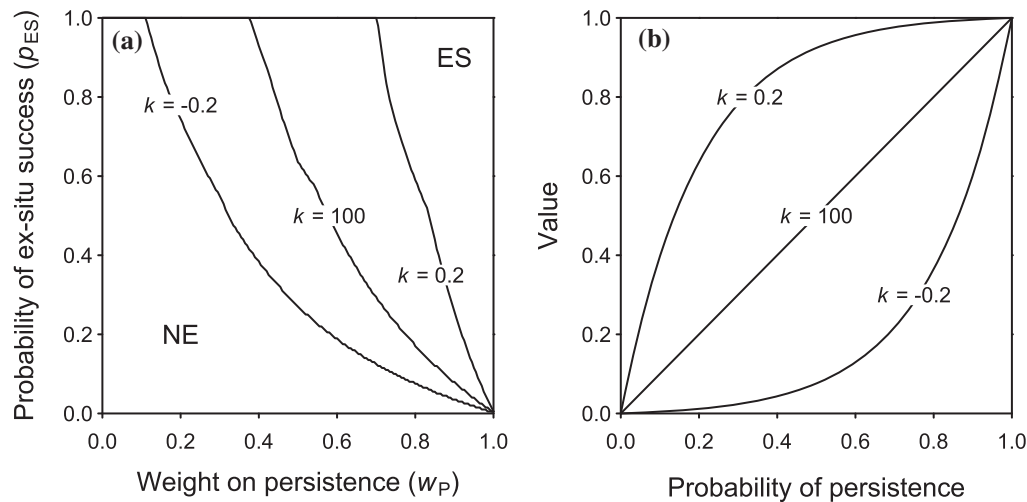 (a)
ES
k = -0.2
k = 100
k = 0.2
NE
Probability of ex-situ success (pES)
1.0
0.8
0.6
0.4
0.2
0.0
0.0 0.2 0.4 0.6 0.8 1.0
Weight on persistence (wP)
(b)
k = 0.2
k = 100
k = -0.2
Value
1.0
0.8
0.6
0.4
0.2
0.0
0.0 0.2 0.4 0.6 0.8 1.0
Probability of persistence